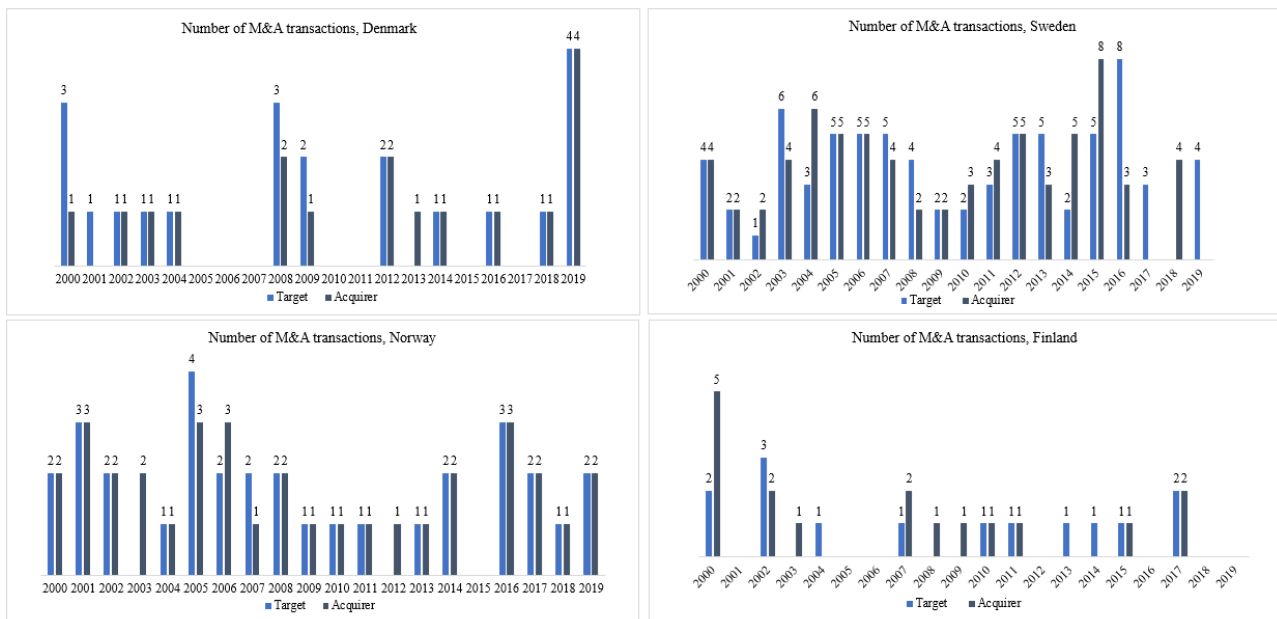 Number of M&A transactions, Denmark
4 4
3 3
2 2 2 2
1 1 1 1 1 1 1 1 1 1 1 1 1 1 1 1
2000 2001 2002 2003 2004 2005 2006 2007 2008 2009 2010 2011 2012 2013 2014 2015 2016 2017 2018 2019
Target Acquirer
Number of M&A transactions, Sweden
8 8
6 6
5 5 5 5 5 5 5 5 5 5
4 4 4 4 4 4 4 4
3 3 3 3 3 3
2 2 2 2 2 2 2 2
1
2000 2001 2002 2003 2004 2005 2006 2007 2008 2009 2010 2011 2012 2013 2014 2015 2016 2017 2018 2019
Target Acquirer
Number of M&A transactions, Norway
4
3 3 3 3 3 3
2 2 2 2 2 2 2 2 2 2 2 2 2 2 2
1 1 1 1 1 1 1 1 1 1 1 1 1 1
2000 2001 2002 2003 2004 2005 2006 2007 2008 2009 2010 2011 2012 2013 2014 2015 2016 2017 2018 2019
Target Acquirer
Number of M&A transactions, Finland
5
3
2 2 2 2 2
1 1 1 1 1 1 1 1 1 1 1 1 1
2000 2001 2002 2003 2004 2005 2006 2007 2008 2009 2010 2011 2012 2013 2014 2015 2016 2017 2018 2019
Target Acquirer